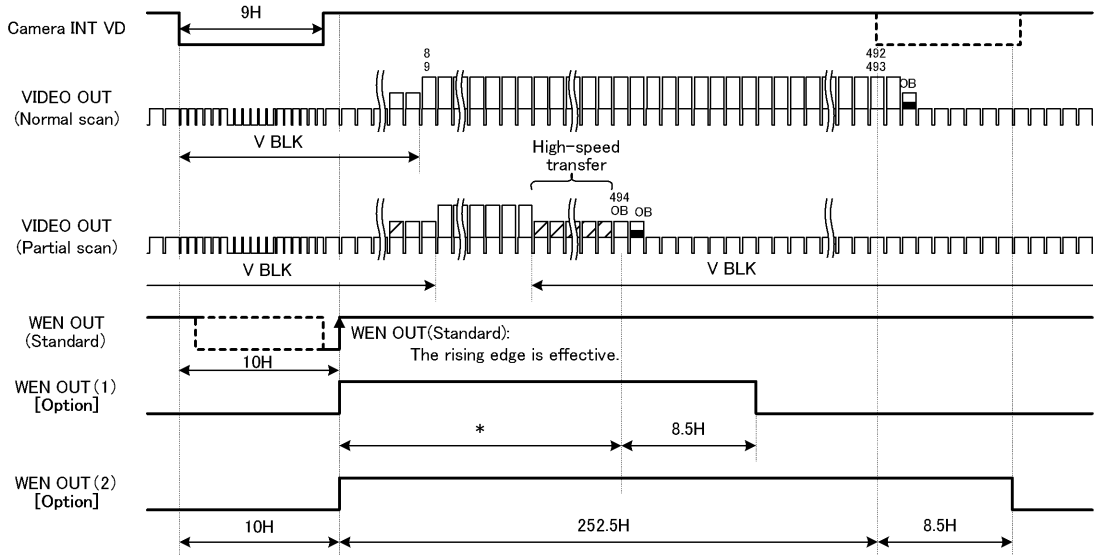 Camera INT VD
9H
8
9
492
493
OB
VIDEO OUT
(Normal scan)
V BLK
High-speed
transfer
494
OB OB
VIDEO OUT
(Partial scan)
V BLK
V BLK
WEN OUT
(Standard)
WEN OUT(Standard):
The rising edge is effective.
10H
WEN OUT(1)
[Option]
*
8.5H
WEN OUT(2)
[Option]
10H
252.5H
8.5H